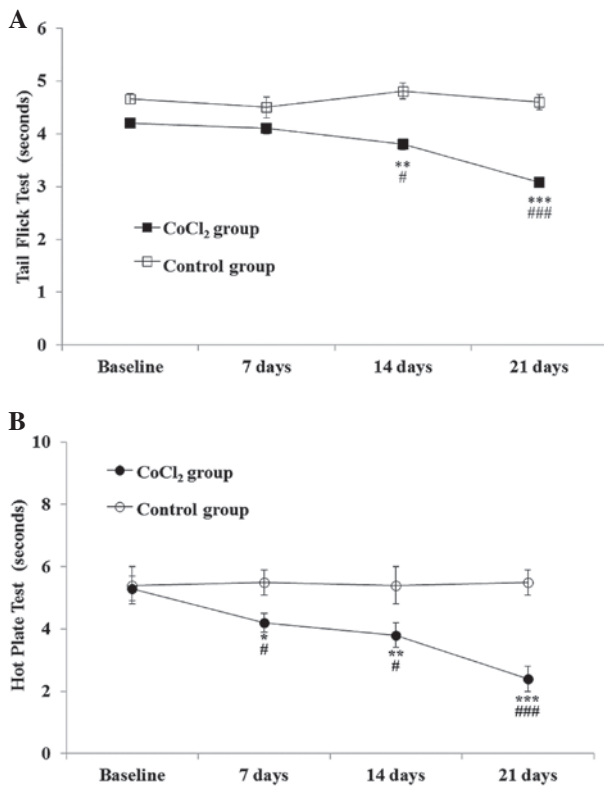 A
6
5
4
3
2
1
0
Tail Flick Test (seconds)
**
#
***
###
CoCl₂ group
Control group
Baseline 7 days 14 days 21 days
B
10
8
6
4
2
0
Hot Plate Test (seconds)
CoCl₂ group
Control group
*
#
**
#
***
###
Baseline 7 days 14 days 21 days